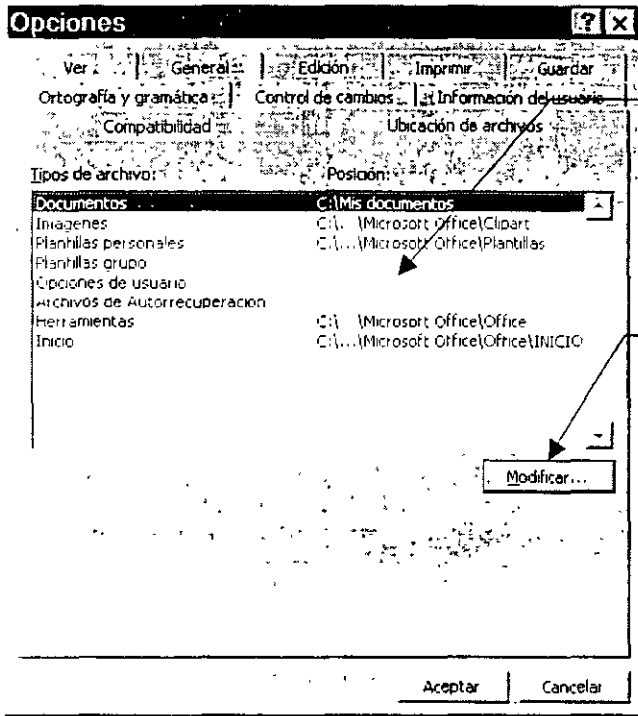 Opciones
Ver General Edición Imprimir Guardar
Ortografía y gramática Control de cambios Información de usuario
Compatibilidad Ubicación de archivos
Tipos de archivo: Posición:
Documentos C:\Mis documentos
Imagenes C:\... \Microsoft Office\Clipart
Plantillas personales C:\...\Microsoft Office\Plantillas
Plantillas grupo
Opciones de usuario
Archivos de Autorrecuperacion
Herramientas C:\ \Microsoft Office\Office
Inicio C:\...\Microsoft Office\Office\INICIO
Modificar...
Aceptar Cancelar